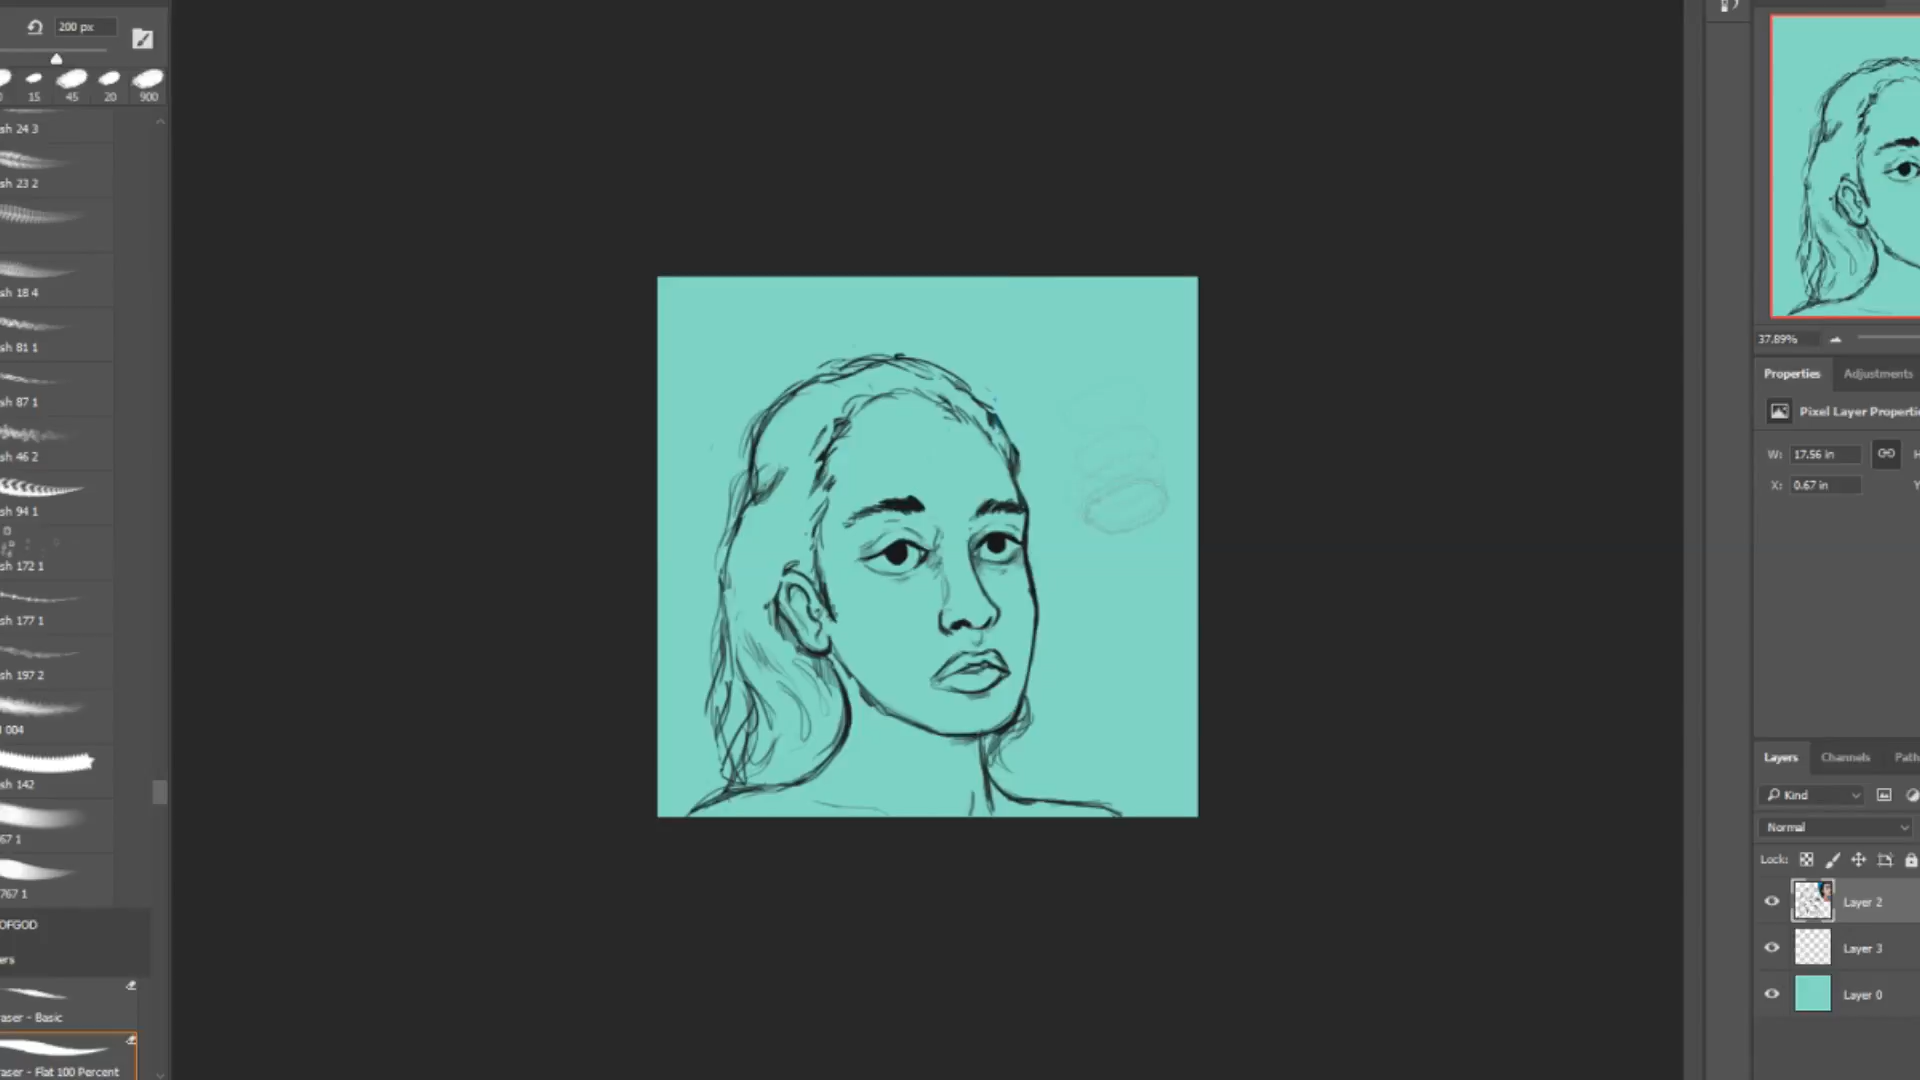 200 px
15 45 20 900
sh 24 3
sh 23 2
sh 18 4
sh 81 1
sh 87 1
sh 46 2
sh 94 1
sh 172 1
sh 177 1
sh 197 2
004
sh 142
67 1
767 1
OFGOD
ers
raser - Basic
raser - Flat 100 Percent
37.89%
Properties Adjustments
Pixel Layer Properti
W: 17.56 in H
X: 0.67 in Y
Layers Channels Path
Kind
Normal
Lock:
Layer 2
Layer 3
Layer 0